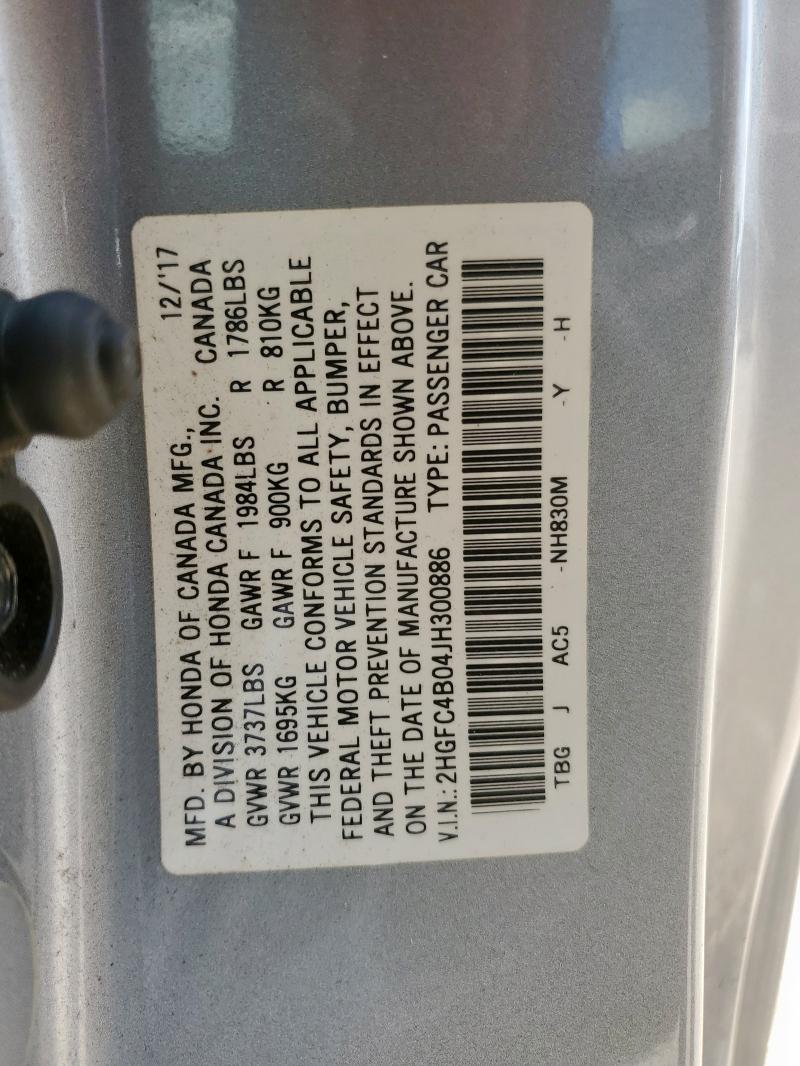 MFD. BY HONDA OF CANADA MFG., 12/'17
A DIVISION OF HONDA CANADA INC. CANADA
GVWR 3737LBS GAWR F 1984LBS R 1786LBS
GVWR 1695KG GAWR F 900KG R 810KG
THIS VEHICLE CONFORMS TO ALL APPLICABLE
FEDERAL MOTOR VEHICLE SAFETY, BUMPER,
AND THEFT PREVENTION STANDARDS IN EFFECT
ON THE DATE OF MANUFACTURE SHOWN ABOVE.
V.I.N.: 2HGFC4B04JH300886 TYPE: PASSENGER CAR
TBG J AC5 -NH830M -Y -H